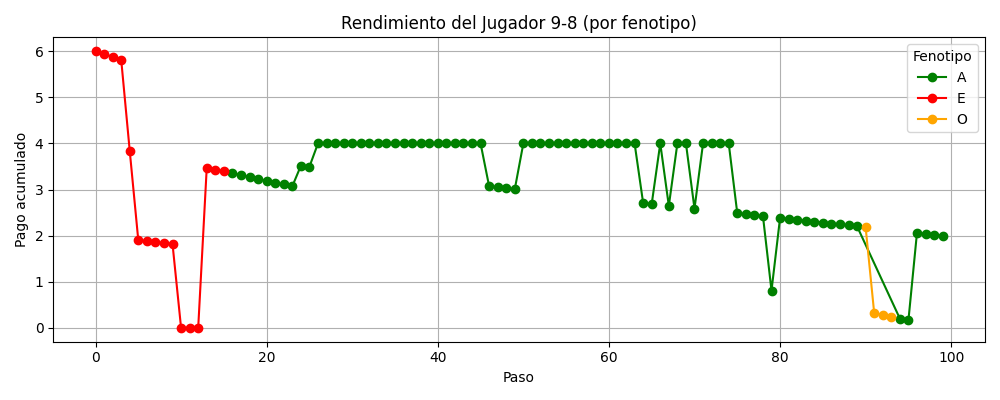 Rendimiento del Jugador 9-8 (por fenotipo)
Pago acumulado
6
5
4
3
2
1
0
0
20
40
60
80
100
Paso
Fenotipo
A
E
O